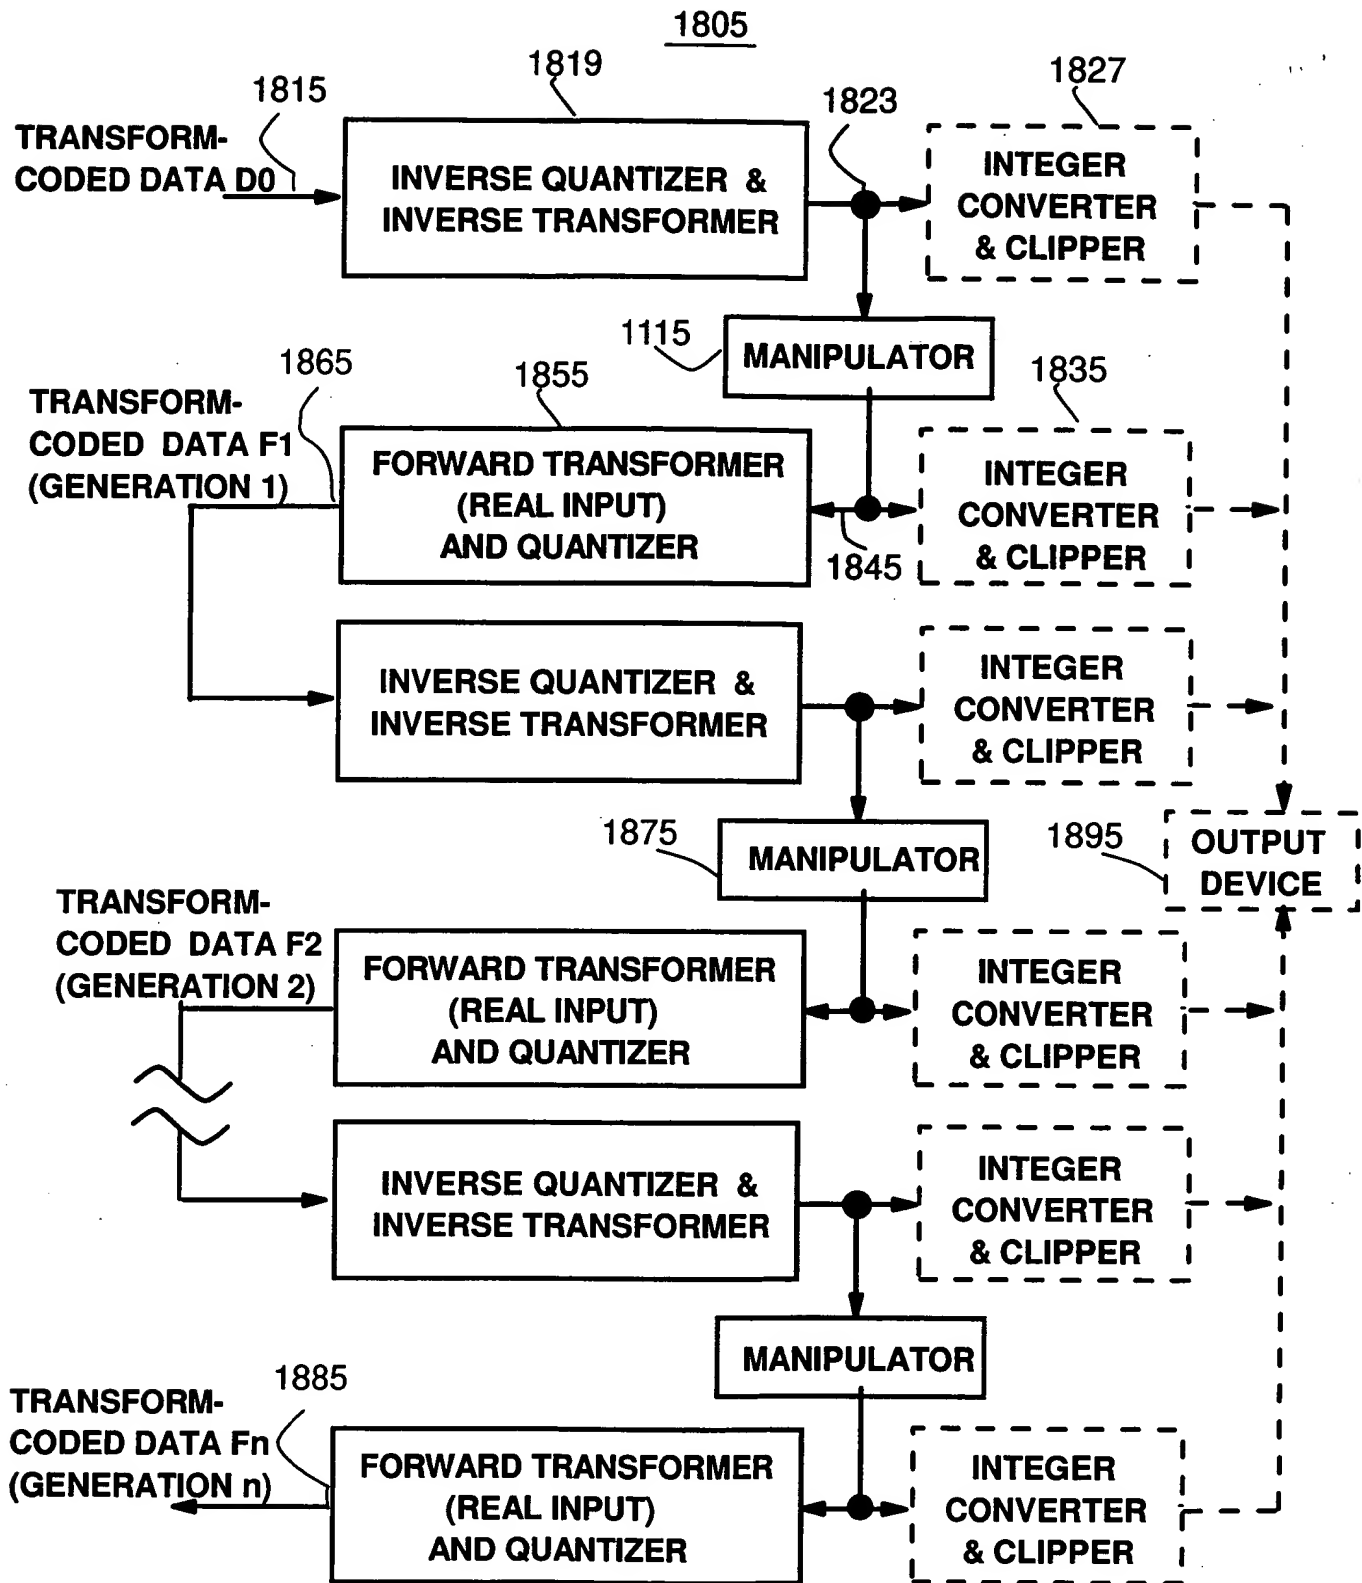 1805
1815
1819
1823
1827
TRANSFORM-
CODED DATA D0
INVERSE QUANTIZER &
INVERSE TRANSFORMER
INTEGER
CONVERTER
& CLIPPER
1115
MANIPULATOR
1865
1855
1835
TRANSFORM-
CODED DATA F1
(GENERATION 1)
FORWARD TRANSFORMER
(REAL INPUT)
AND QUANTIZER
1845
INTEGER
CONVERTER
& CLIPPER
INVERSE QUANTIZER &
INVERSE TRANSFORMER
INTEGER
CONVERTER
& CLIPPER
1875
MANIPULATOR
1895
OUTPUT
DEVICE
TRANSFORM-
CODED DATA F2
(GENERATION 2)
FORWARD TRANSFORMER
(REAL INPUT)
AND QUANTIZER
INTEGER
CONVERTER
& CLIPPER
INVERSE QUANTIZER &
INVERSE TRANSFORMER
INTEGER
CONVERTER
& CLIPPER
MANIPULATOR
1885
TRANSFORM-
CODED DATA Fn
(GENERATION n)
FORWARD TRANSFORMER
(REAL INPUT)
AND QUANTIZER
INTEGER
CONVERTER
& CLIPPER